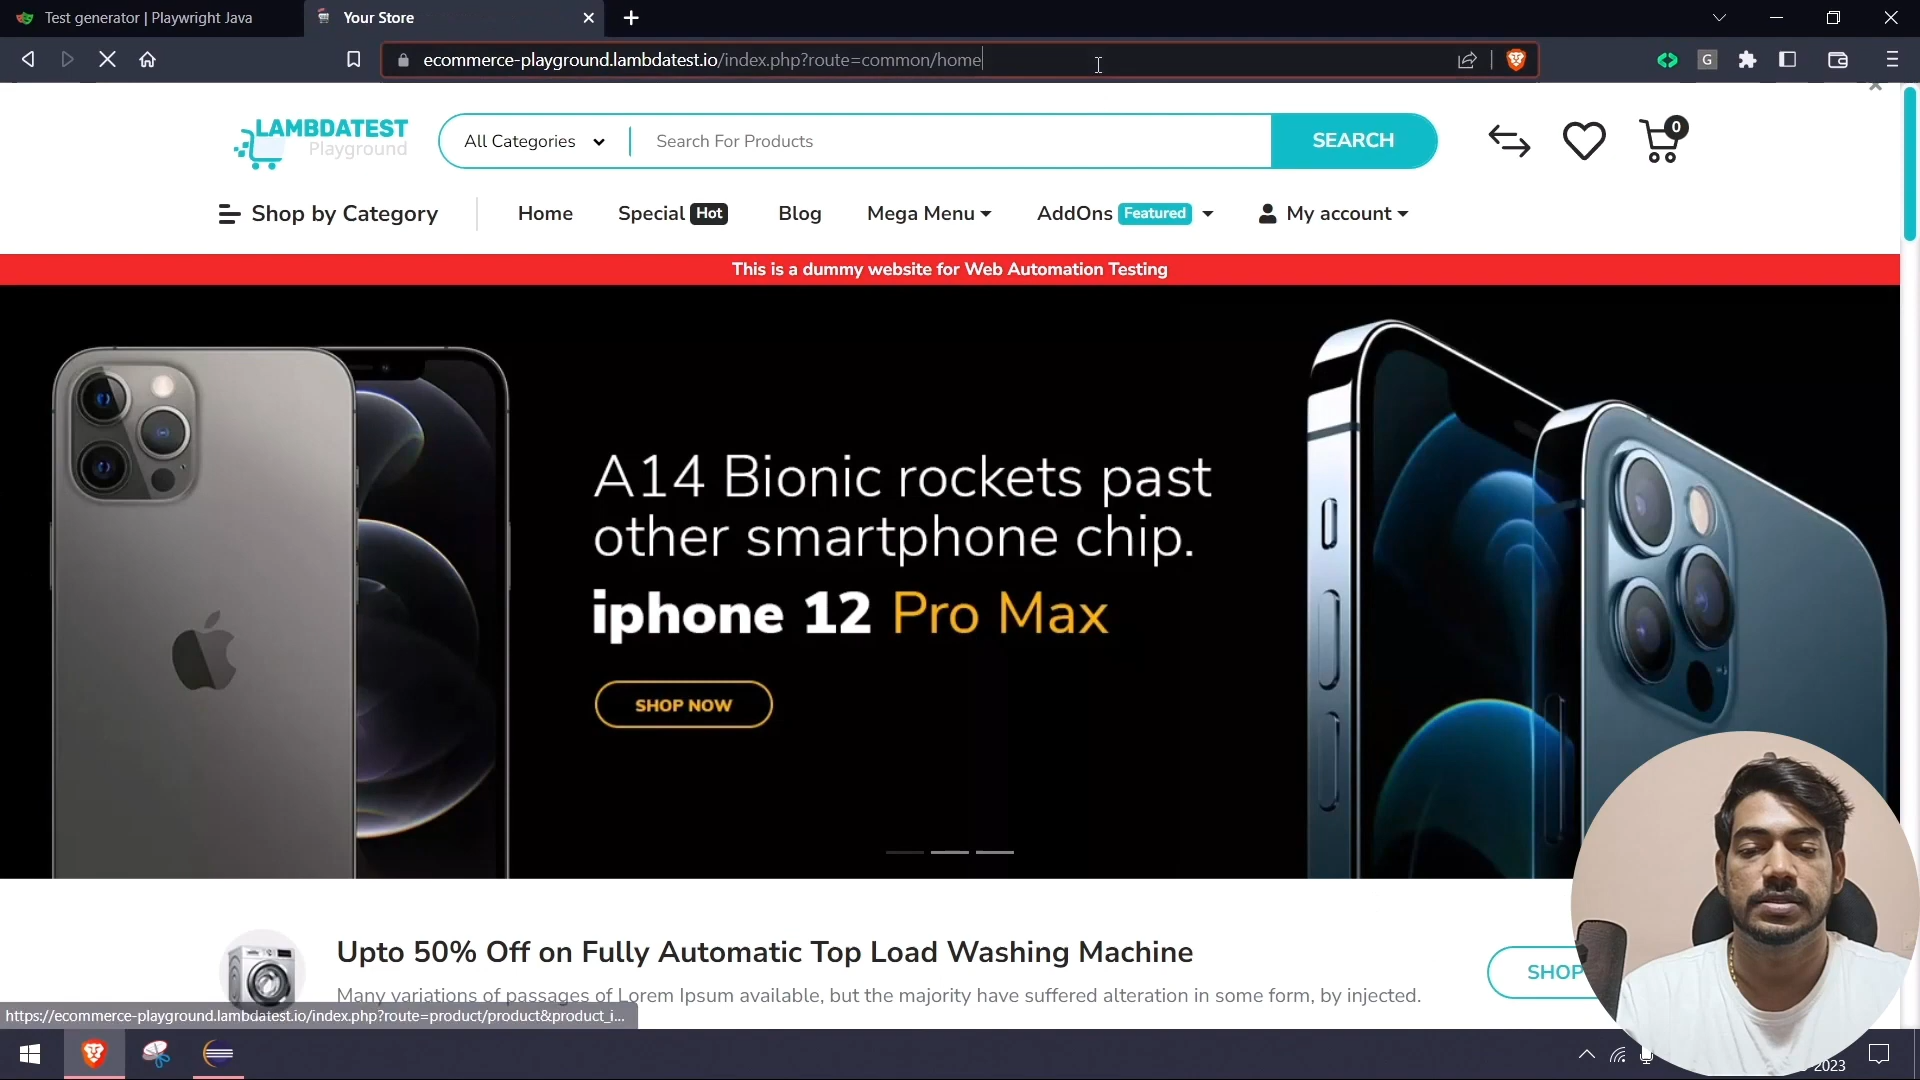 Test generator | Playwright Java
Your Store
ecommerce-playground.lambdatest.io/index.php?route=common/home
G
LAMBDATEST
Playground
All Categories
Search For Products
SEARCH
0
Shop by Category
Home
Special Hot
Blog
Mega Menu
AddOns Featured
My account
This is a dummy website for Web Automation Testing
A14 Bionic rockets past
other smartphone chip.
iphone 12 Pro Max
SHOP NOW
Upto 50% Off on Fully Automatic Top Load Washing Machine
SHOP
Many variations of passages of Lorem Ipsum available, but the majority have suffered alteration in some form, by injected.
https://ecommerce-playground.lambdatest.io/index.php?route=product/product&product_i...
2023